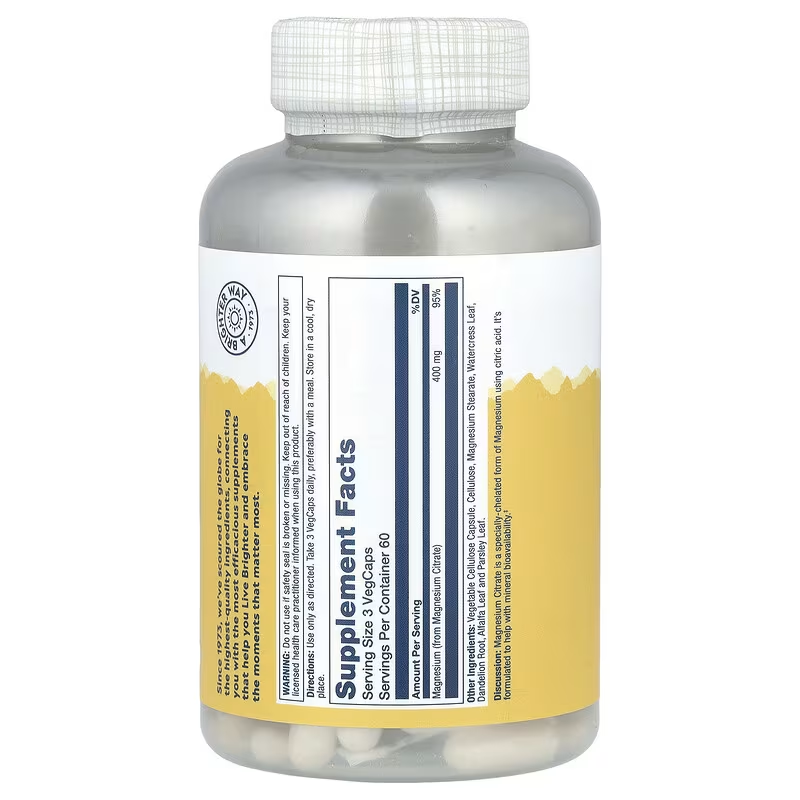 A BRIGHTER WAY
· 1973 ·
Since 1973, we've scoured the globe for
the highest-quality ingredients, connecting
you with the most efficacious supplements
that help you Live Brighter and embrace
the moments that matter most.
WARNING: Do not use if safety seal is broken or missing. Keep out of reach of children. Keep your
licensed health care practitioner informed when using this product.
Directions: Use only as directed. Take 3 VegCaps daily, preferably with a meal. Store in a cool, dry
place.
Supplement Facts
Serving Size 3 VegCaps
Servings Per Container 60
Amount Per Serving %DV
Magnesium (from Magnesium Citrate) 400 mg 95%
Other Ingredients: Vegetable Cellulose Capsule, Cellulose, Magnesium Stearate, Watercress Leaf,
Dandelion Root, Alfalfa Leaf and Parsley Leaf.
Discussion: Magnesium Citrate is a specially-chelated form of Magnesium using citric acid. It's
formulated to help with mineral bioavailability.‡